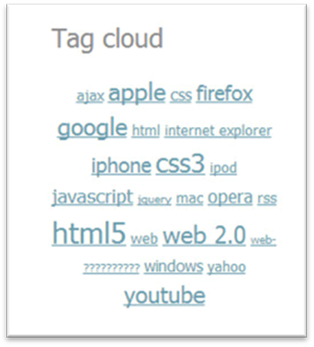 Tag cloud
ajax apple css firefox
google html internet explorer
iphone css3 ipod
javascript jquery mac opera rss
html5 web web 2.0 web-
?????????? windows yahoo
youtube